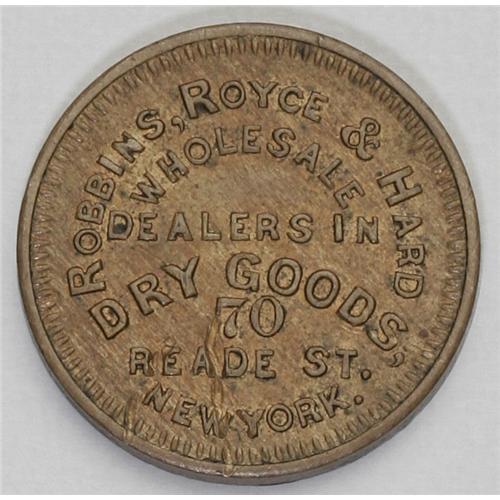 ROBBINS, ROYCE & HARD
WHOLESALE
DEALERS IN
DRY GOODS,
70
READE ST.
NEW YORK.